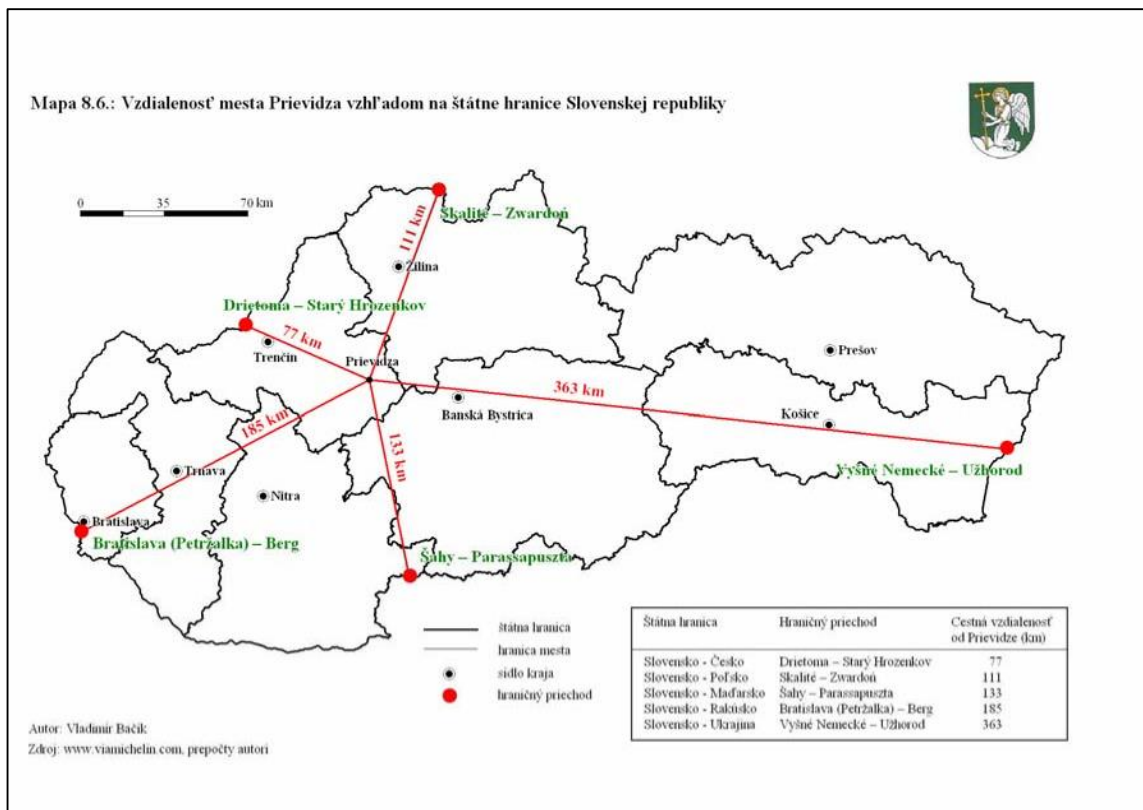 Mapa 8.6.: Vzdialenosť mesta Prievidza vzhľadom na štátne hranice Slovenskej republiky
0 35 70 km
Skalité – Zwardoň
111 km
Žilina
Drietoma – Starý Hrozenkov
77 km
Trenčín
Prievidza
Prešov
363 km
Banská Bystrica
Košice
185 km
133 km
Vyšné Nemecké – Užhorod
Trnava
Nitra
Bratislava
Bratislava (Petržalka) – Berg
Šahy – Parassapuszta
štátna hranica
hranica mesta
sídlo kraja
hraničný priechod
Štátna hranica Hraničný priechod Cestná vzdialenosť
od Prievidze (km)
Slovensko - Česko Drietoma – Starý Hrozenkov 77
Slovensko - Poľsko Skalité – Zwardoň 111
Slovensko - Maďarsko Šahy – Parassapuszta 133
Slovensko - Rakúsko Bratislava (Petržalka) – Berg 185
Slovensko - Ukrajina Vyšné Nemecké – Užhorod 363
Autor: Vladimír Bačík
Zdroj: www.viamichelin.com, prepočty autori